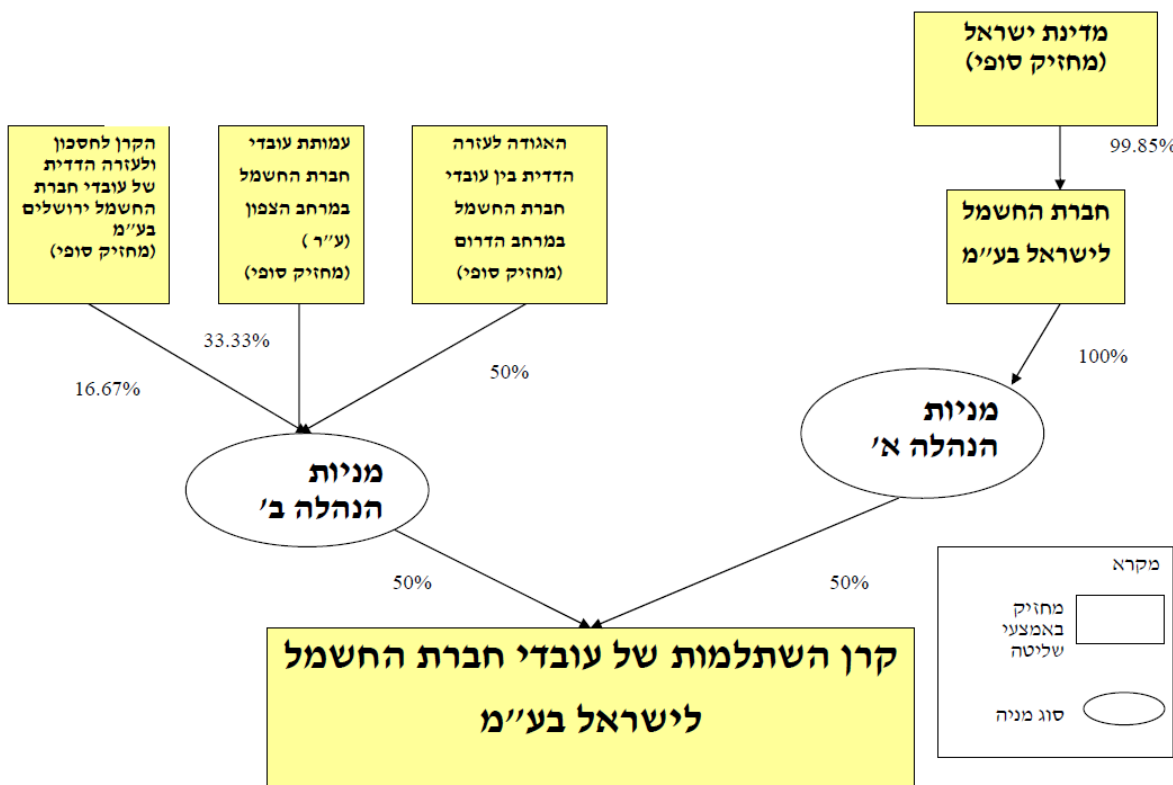 מדינת ישראל
(מחזיק סופי)
99.85%
חברת החשמל
לישראל בע"מ
100%
מניות
הנהלה א'
50%
האגודה לעזרה
הדדית בין עובדי
חברת החשמל
במרחב הדרום
(מחזיק סופי)
50%
עמותת עובדי
חברת החשמל
במרחב הצפון
(ע"ר )
(מחזיק סופי)
33.33%
הקרן לחסכון
ולעזרה הדדית
של עובדי חברת
החשמל ירושלים
בע"מ
(מחזיק סופי)
16.67%
מניות
הנהלה ב'
50%
קרן השתלמות של עובדי חברת החשמל
לישראל בע"מ
מקרא
מחזיק
באמצעי
שליטה
סוג מניה